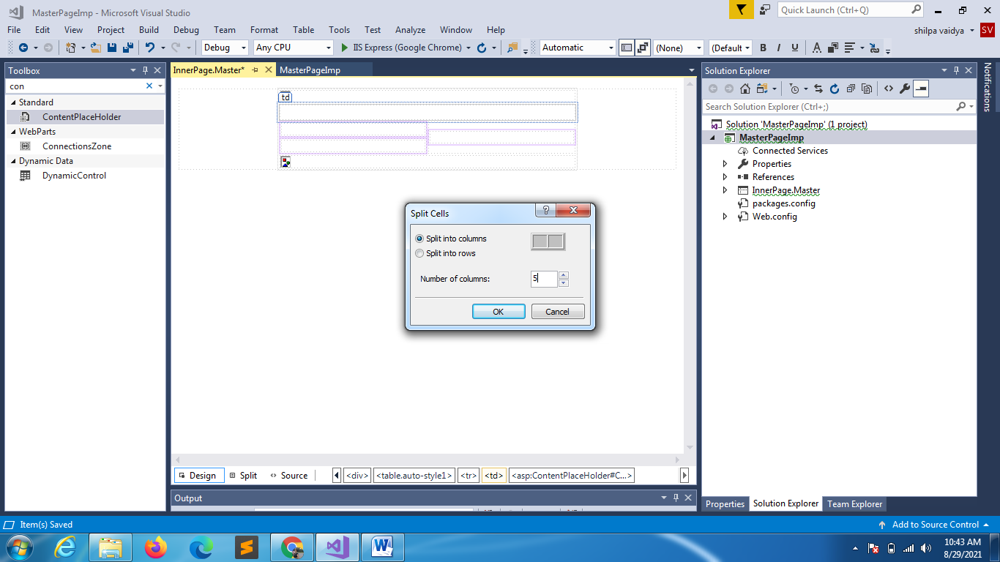 MasterPageImp - Microsoft Visual Studio
Quick Launch (Ctrl+Q)
File Edit View Project Build Debug Team Format Table Tools Test Analyze Window Help
shilpa vaidya SV
Debug Any CPU IIS Express (Google Chrome) Automatic (None) (Default B I U A
Toolbox
InnerPage.Master* MasterPageImp
Solution Explorer
Notifications
con
Standard
ContentPlaceHolder
WebParts
ConnectionsZone
Dynamic Data
DynamicControl
td
Search Solution Explorer (Ctrl+;)
Solution 'MasterPageImp' (1 project)
MasterPageImp
Connected Services
Properties
References
InnerPage.Master
packages.config
Web.config
Split Cells
Split into columns
Split into rows
Number of columns: 5
OK Cancel
Design Split Source <div> <table.auto-style1> <tr> <td> <asp:ContentPlaceHolder#C...>
Output
Properties Solution Explorer Team Explorer
Item(s) Saved
Add to Source Control
10:43 AM
8/29/2021